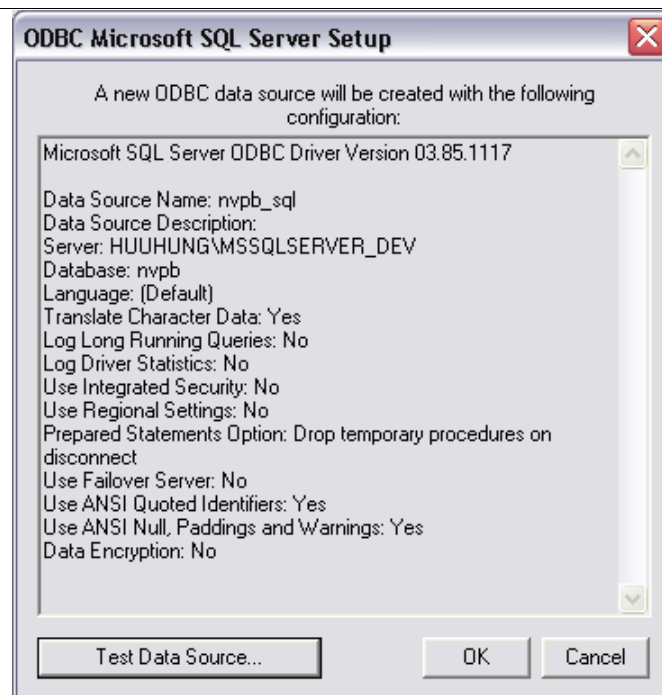 ODBC Microsoft SQL Server Setup
A new ODBC data source will be created with the following
configuration:
Microsoft SQL Server ODBC Driver Version 03.85.1117
Data Source Name: nvpb_sql
Data Source Description:
Server: HUUHUNG\MSSQLSERVER_DEV
Database: nvpb
Language: (Default)
Translate Character Data: Yes
Log Long Running Queries: No
Log Driver Statistics: No
Use Integrated Security: No
Use Regional Settings: No
Prepared Statements Option: Drop temporary procedures on
disconnect
Use Failover Server: No
Use ANSI Quoted Identifiers: Yes
Use ANSI Null, Paddings and Warnings: Yes
Data Encryption: No
Test Data Source... OK Cancel